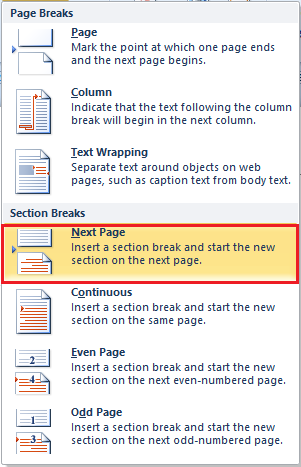 Page Breaks
Page
Mark the point at which one page ends
and the next page begins.
Column
Indicate that the text following the column
break will begin in the next column.
Text Wrapping
Separate text around objects on web
pages, such as caption text from body text.
Section Breaks
Next Page
Insert a section break and start the new
section on the next page.
Continuous
Insert a section break and start the new
section on the same page.
2
4
Even Page
Insert a section break and start the new
section on the next even-numbered page.
1
3
Odd Page
Insert a section break and start the new
section on the next odd-numbered page.